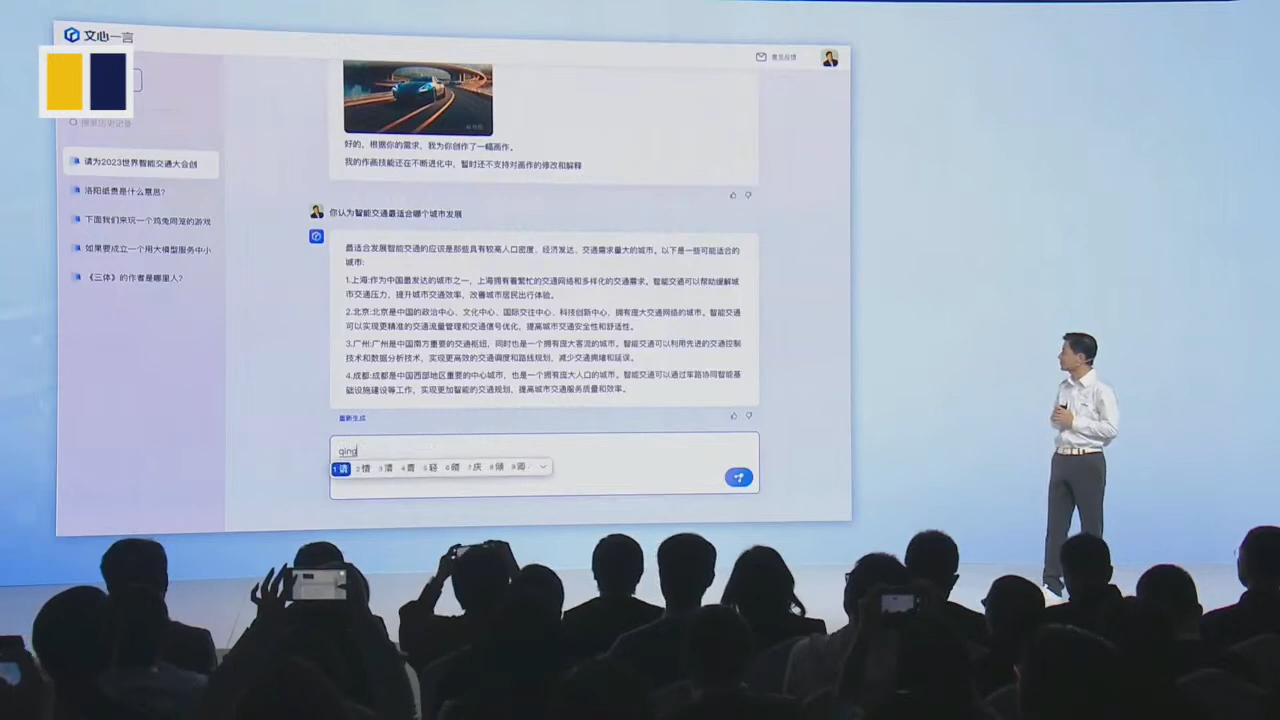 文心一言
意见反馈
搜索历史记录
请为2023世界智能交通大会创
洛阳纸贵是什么意思?
下面我们来玩一个鸡兔同笼的游戏
如果要成立一个用大模型服务中小
《三体》的作者是哪里人?
好的，根据你的需求，我为你创作了一幅画作。
我的作画技能还在不断进化中，暂时还不支持对画作的修改和解释
你认为智能交通最适合哪个城市发展
最适合发展智能交通的应该是那些具有较高人口密度、经济发达、交通需求量大的城市。以下是一些可能适合的
城市:
1.上海:作为中国最发达的城市之一，上海拥有着繁忙的交通网络和多样化的交通需求。智能交通可以帮助缓解城
市交通压力，提升城市交通效率，改善城市居民出行体验。
2.北京:北京是中国的政治中心、文化中心、国际交往中心、科技创新中心，拥有庞大交通网络的城市。智能交通
可以实现更精准的交通流量管理和交通信号优化，提高城市交通安全性和舒适性。
3.广州:广州是中国南方重要的交通枢纽，同时也是一个拥有庞大客流的城市。智能交通可以利用先进的交通控制
技术和数据分析技术，实现更高效的交通调度和路线规划，减少交通拥堵和延误。
4.成都:成都是中国西部地区重要的中心城市，也是一个拥有庞大人口的城市。智能交通可以通过车路协同智能基
础设施建设等工作，实现更加智能的交通规划，提高城市交通服务质量和效率。
重新生成
qing
1请 2情 3清 4青 5轻 6晴 7庆 8倾 9卿